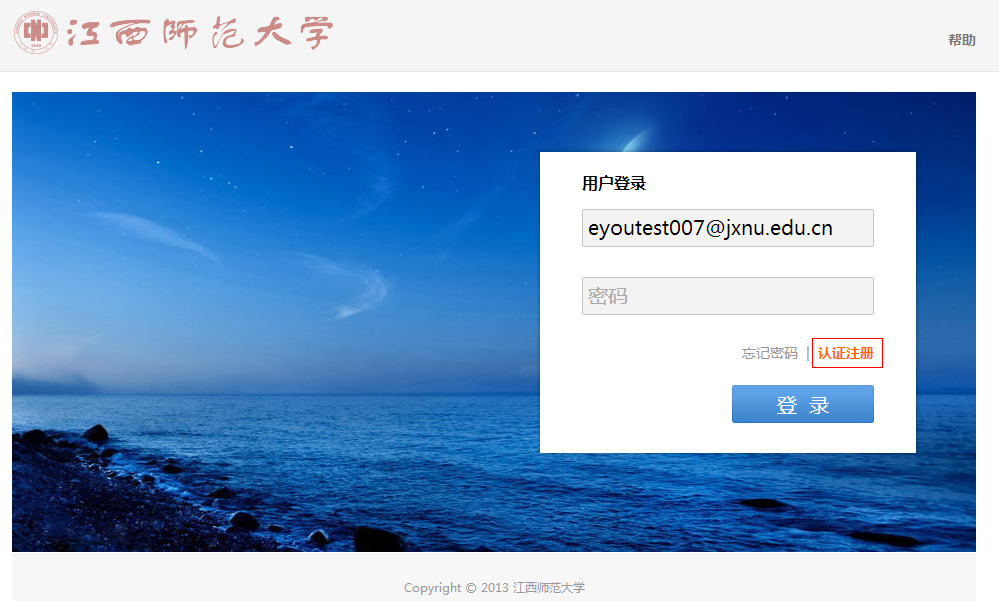 江西师范大学
帮助
用户登录
eyoutest007@jxnu.edu.cn
密码
忘记密码 | 认证注册
登 录
Copyright © 2013 江西师范大学